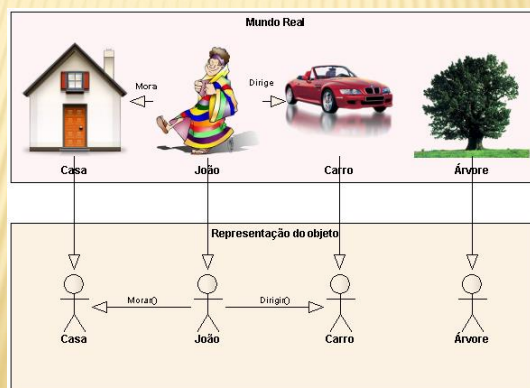 Mundo Real
Mora
Dirige
Casa
João
Carro
Árvore
Representação do objeto
Morar()
Dirigir()
Casa
João
Carro
Árvore